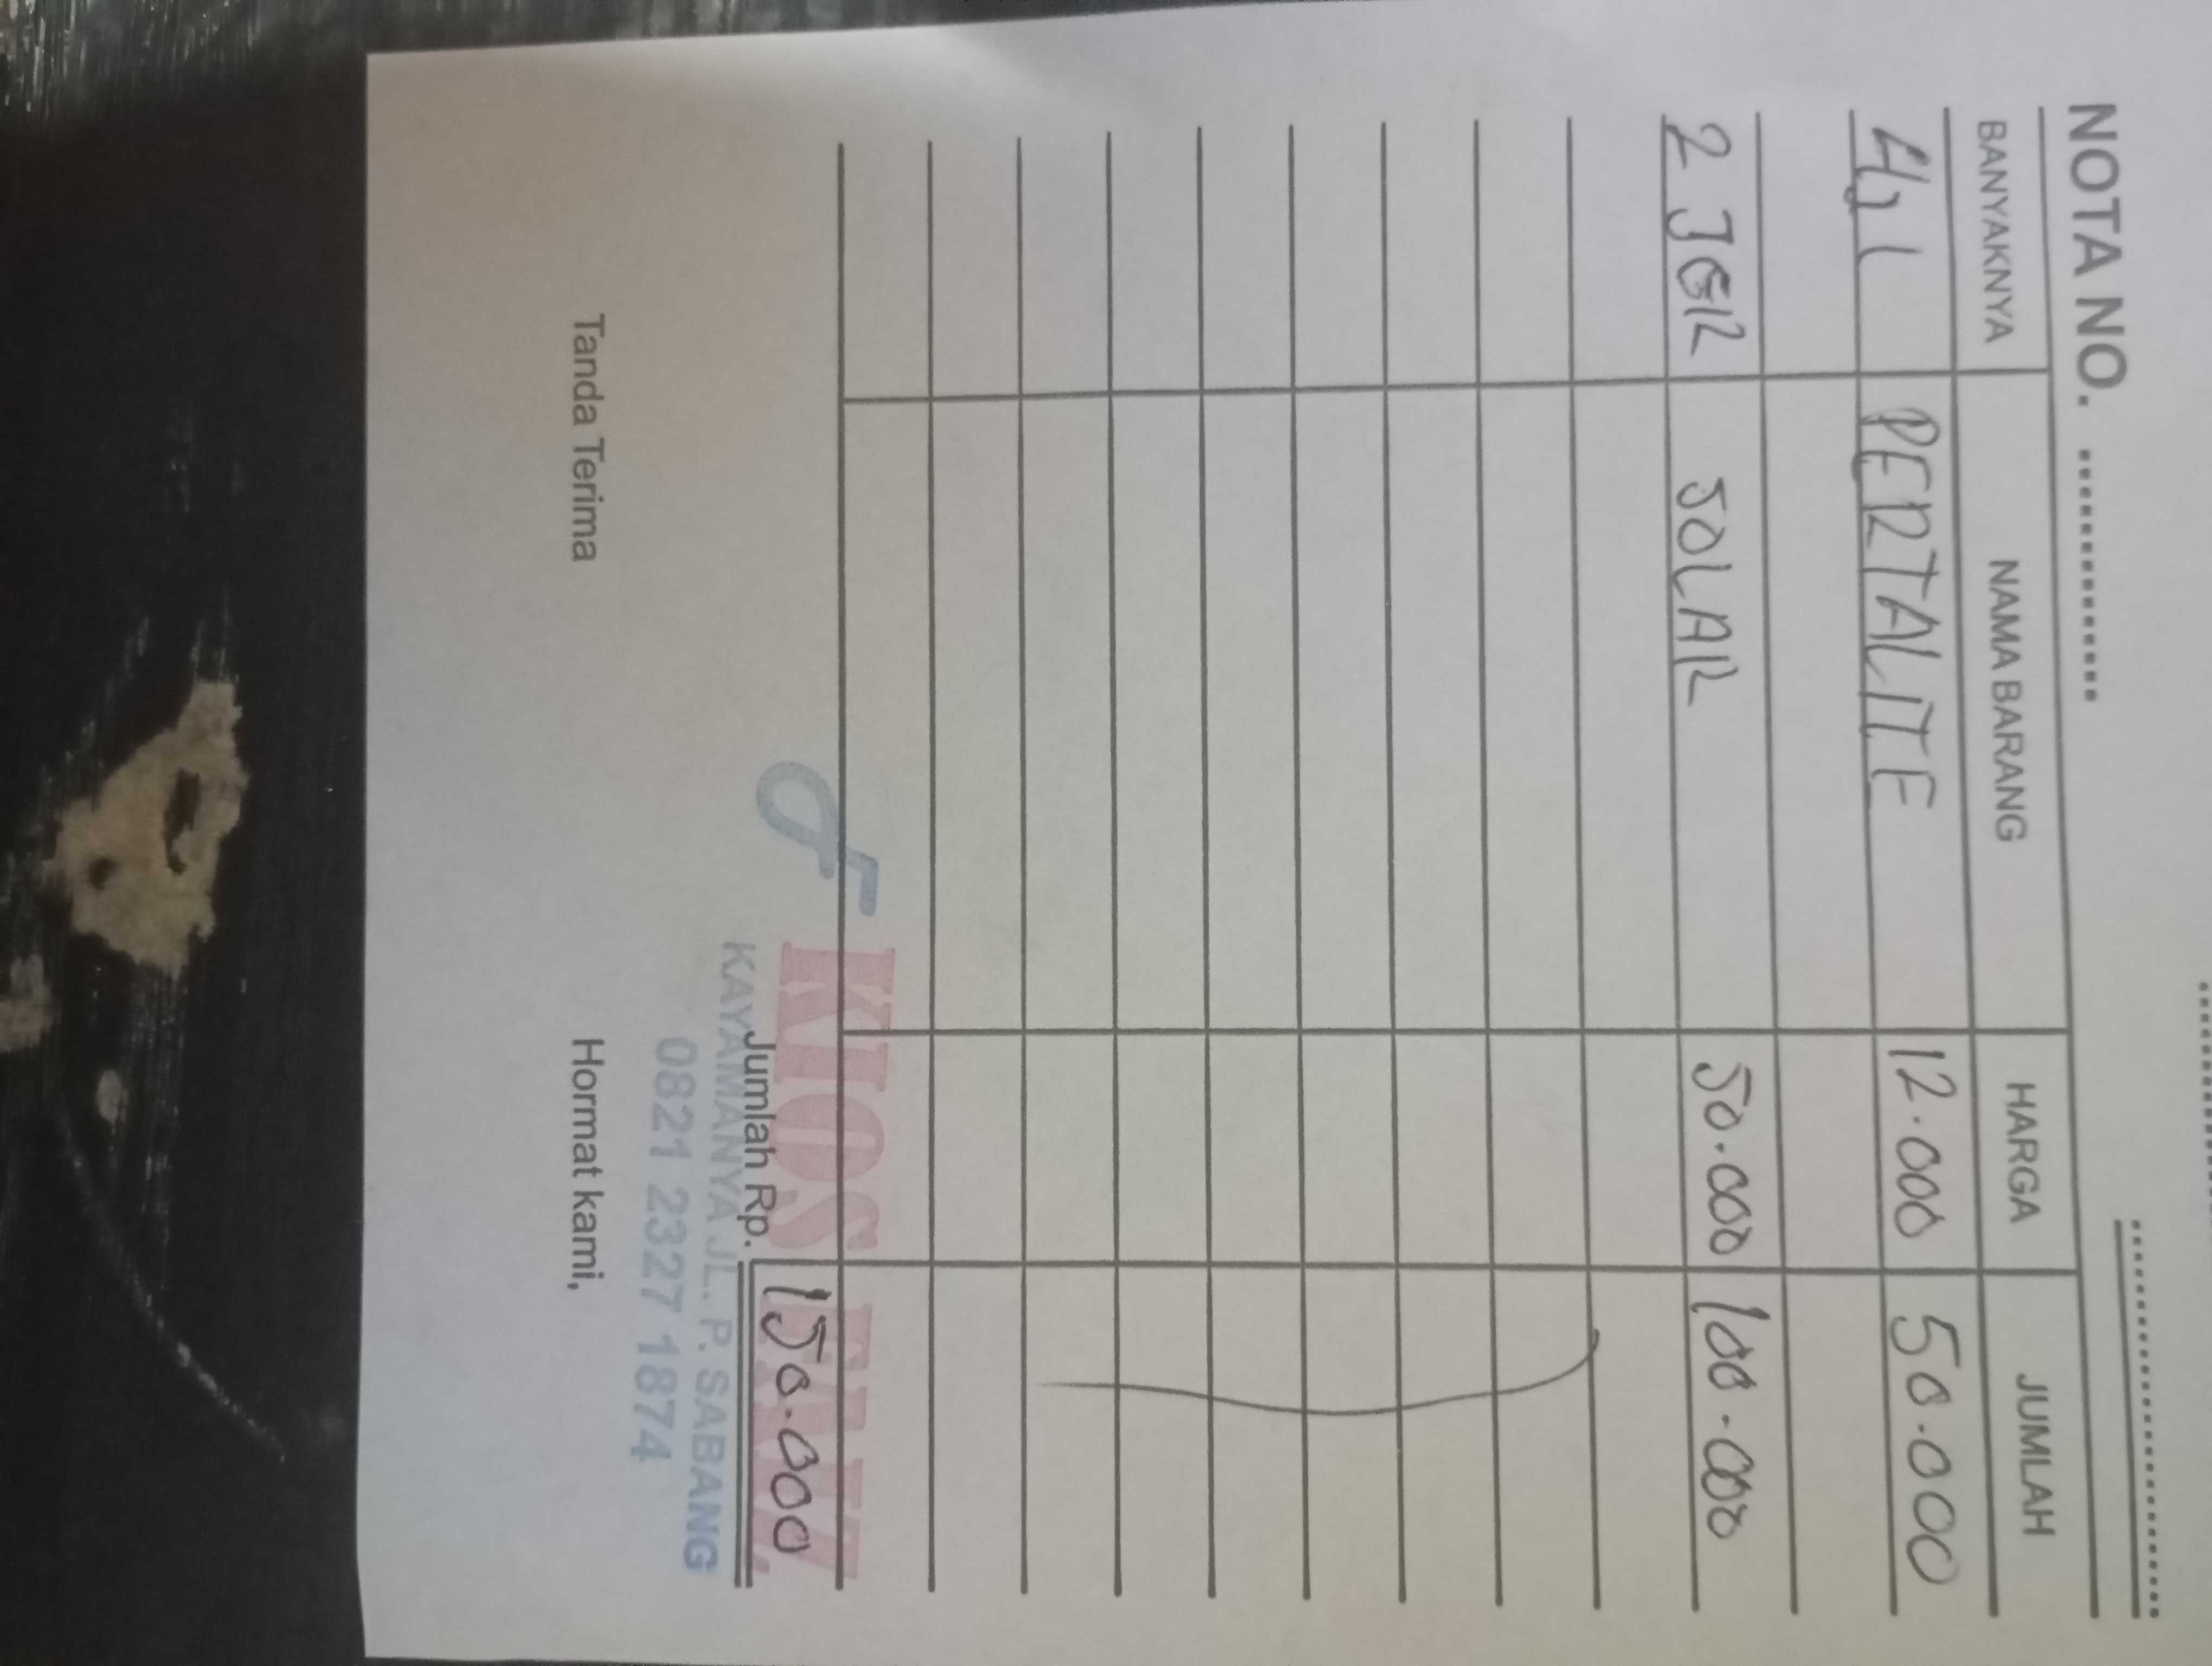 NOTA NO. ............
BANYAKNYA NAMA BARANG HARGA JUMLAH
PERTALITE 12.000 50.000
2 JGR SOLAR 50.000 100.000
KIOS
Jumlah Rp. 150.000
KAYAMANYA JL. P. SABANG
0821 2327 1874
Tanda Terima Hormat kami,